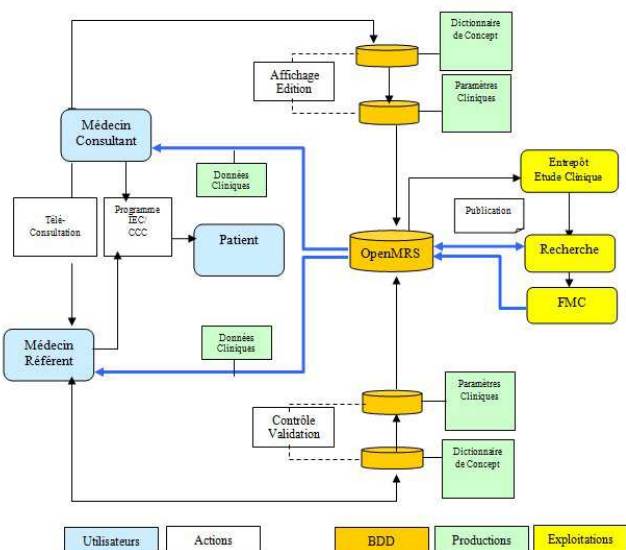 Dictionnaire
de Concept
Affichage
Edition
Paramètres
Cliniques
Médecin
Consultant
Données
Cliniques
Entrepôt
Etude Clinique
Télé-
Consultation
Programme
IEC/
CCC
Patient
Publication
OpenMRS
Recherche
FMC
Médecin
Référent
Données
Cliniques
Paramètres
Cliniques
Contrôle
Validation
Dictionnaire
de Concept
Utilisateurs
Actions
BDD
Productions
Exploitations